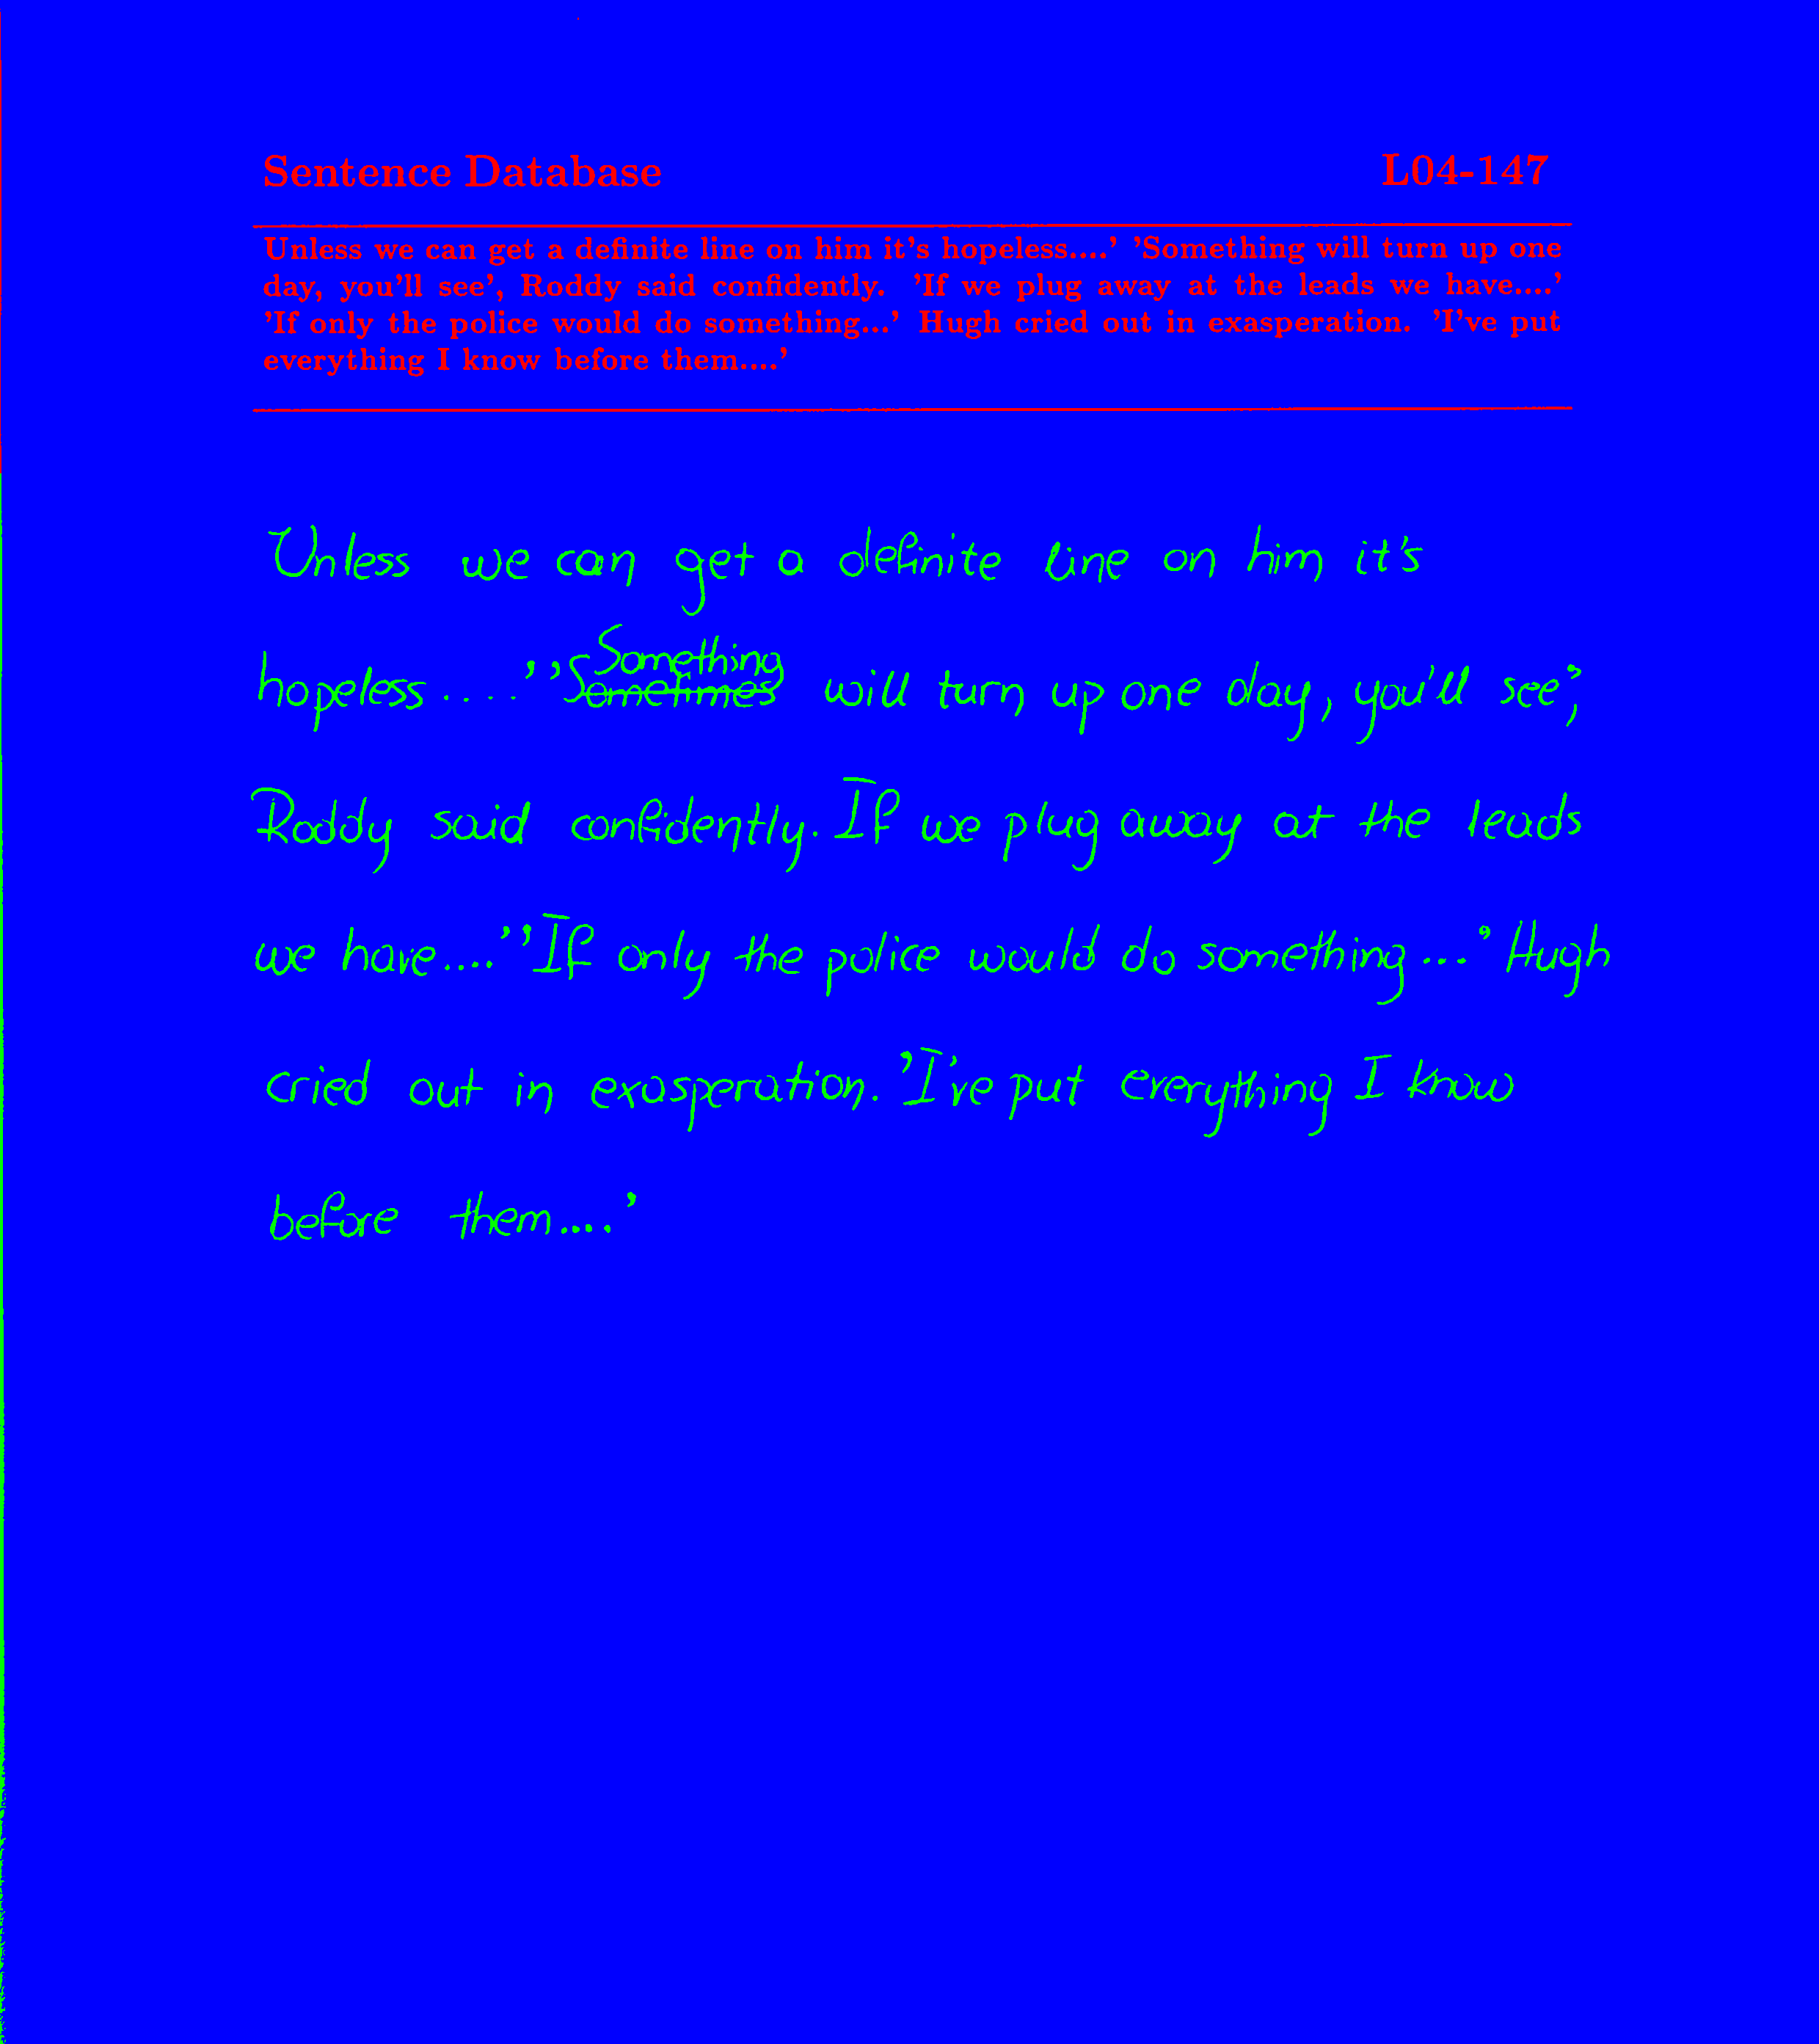 Sentence Database L04-147
Unless we can get a definite line on him it's hopeless....' 'Something will turn up one
day, you'll see', Roddy said confidently. 'If we plug away at the leads we have....'
'If only the police would do something...' Hugh cried out in exasperation. 'I've put
everything I know before them....'
Unless we can get a definite line on him it's
Something
hopeless....' 'Sometimes will turn up one day, you'll see',
Roddy said confidently. If we plug away at the leads
we have....' 'If only the police would do something...' Hugh
cried out in exasperation. 'I've put everything I know
before them....'